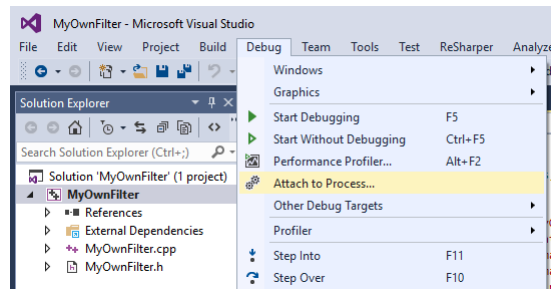 MyOwnFilter - Microsoft Visual Studio
File Edit View Project Build Debug Team Tools Test ReSharper Analyze
Solution Explorer
Search Solution Explorer (Ctrl+;)
Solution 'MyOwnFilter' (1 project)
MyOwnFilter
References
External Dependencies
MyOwnFilter.cpp
MyOwnFilter.h
Windows
Graphics
Start Debugging F5
Start Without Debugging Ctrl+F5
Performance Profiler... Alt+F2
Attach to Process...
Other Debug Targets
Profiler
Step Into F11
Step Over F10